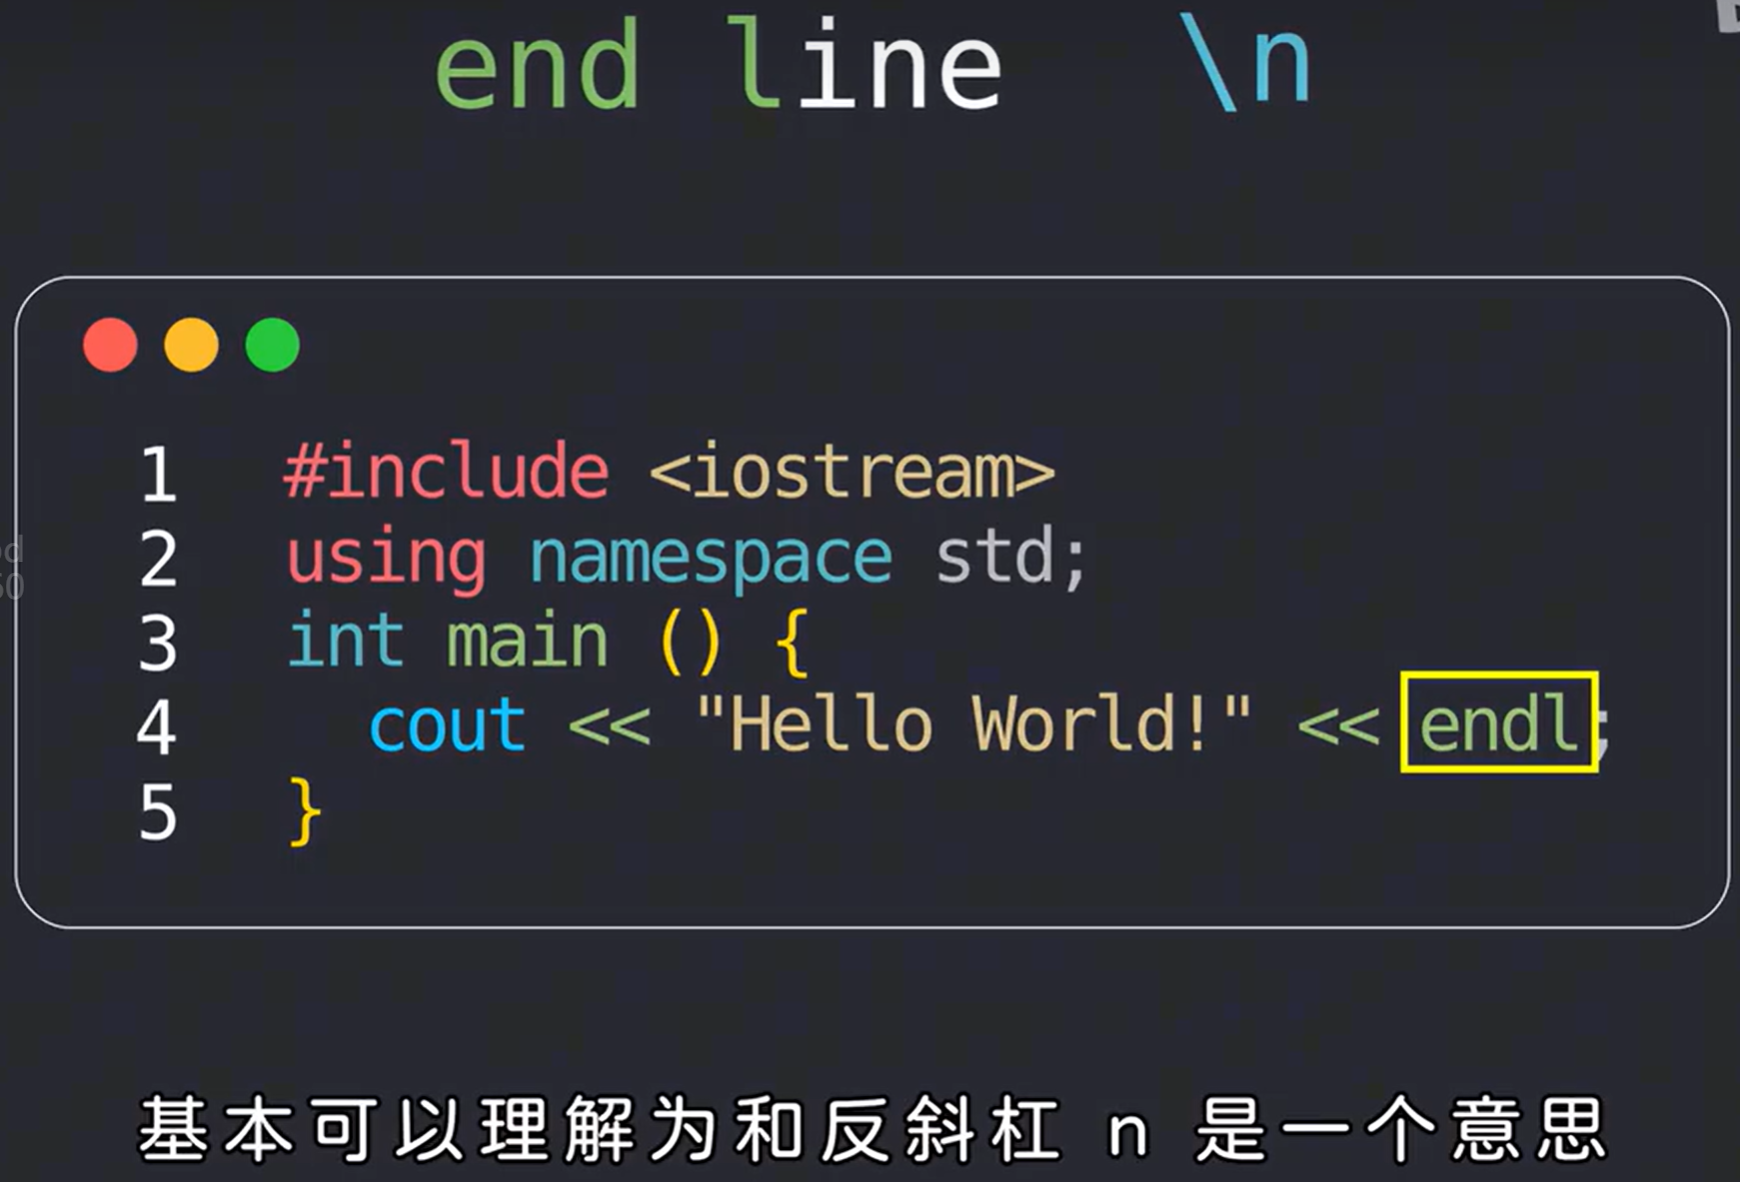 end line \n
1 #include <iostream>
2 using namespace std;
3 int main () {
4   cout << "Hello World!" << endl;
5 }
基本可以理解为和反斜杠 n 是一个意思